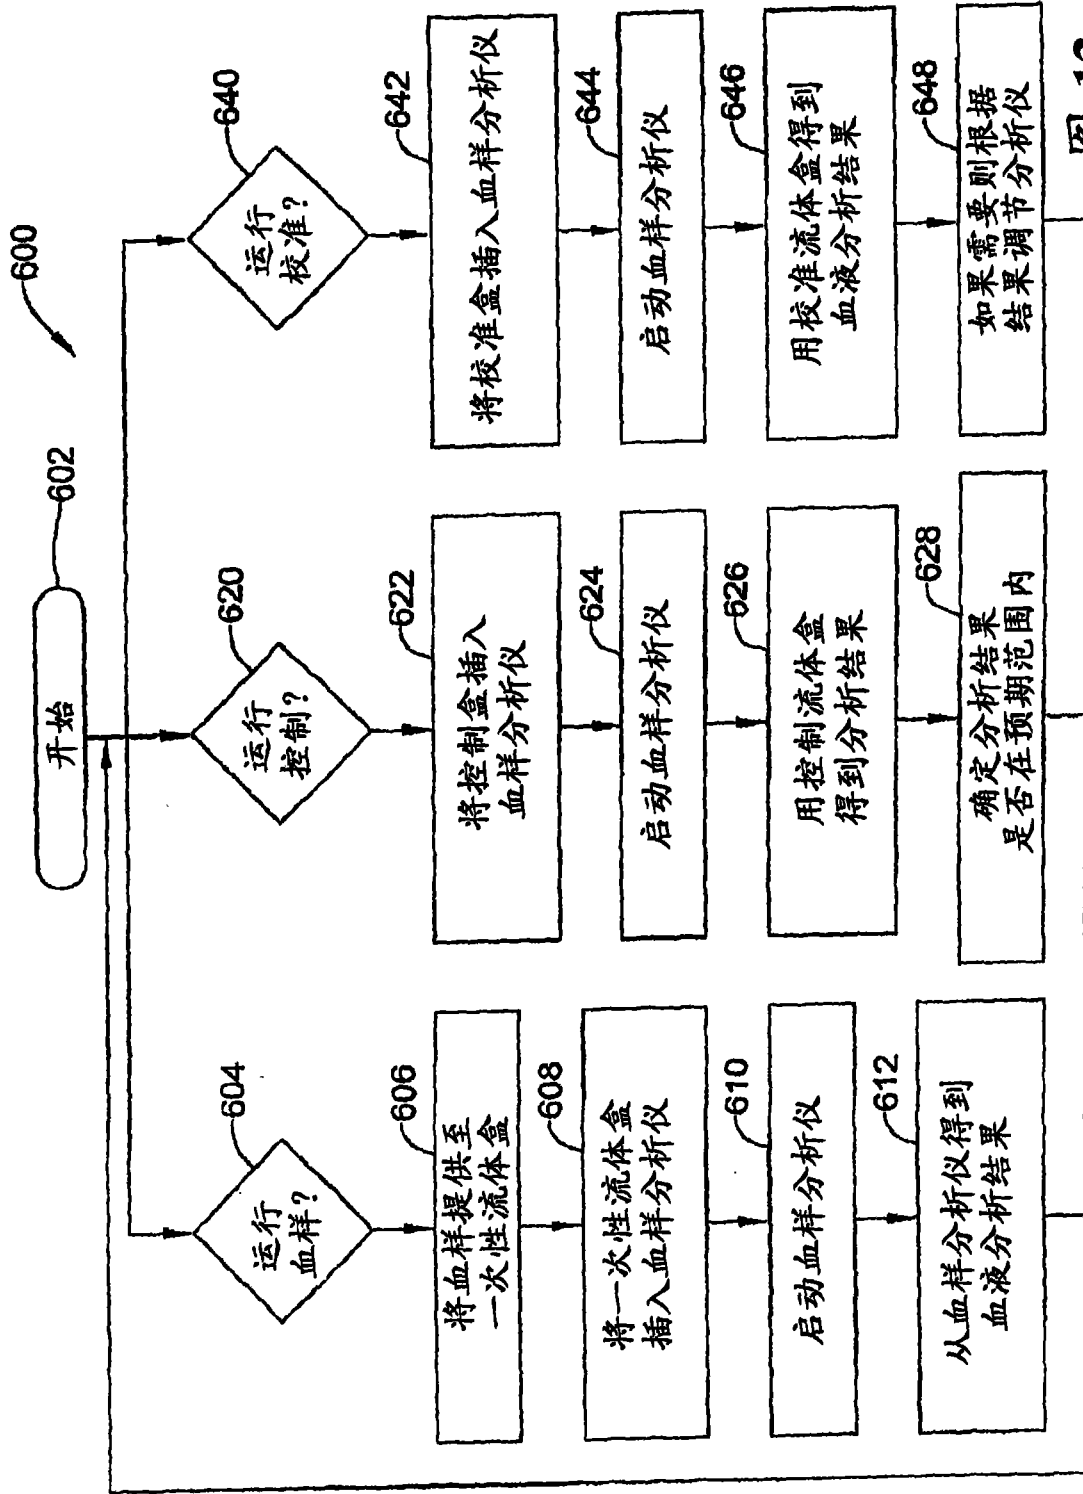 600
开始
602
运行
血样?
604
将血样提供至
一次性流体盒
606
将一次性流体盒
插入血样分析仪
608
启动血样分析仪
610
从血样分析仪得到
血液分析结果
612
运行
控制?
620
将控制盒插入
血样分析仪
622
启动血样分析仪
624
用控制流体盒
得到分析结果
626
确定分析结果
是否在预期范围内
628
运行
校准?
640
将校准盒插入血样分析仪
642
启动血样分析仪
644
用校准流体盒得到
血液分析结果
646
如果需要则根据
结果调节分析仪
648
图